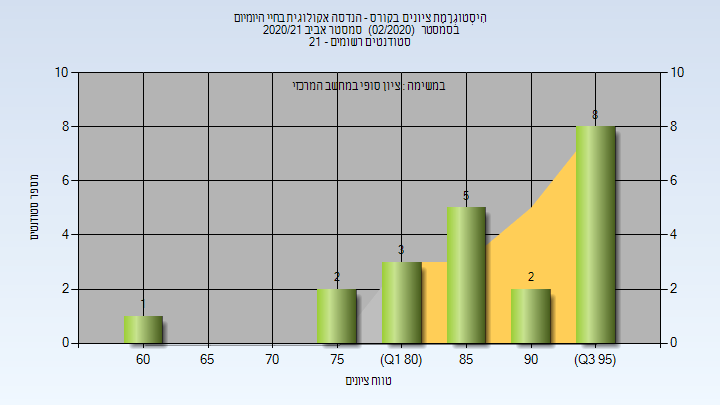 היסטוגרמת ציונים בקורס - הנדסה אקולוגית בחיי היומיום
בסמסטר (02/2020) סמסטר אביב 2020/21
סטודנטים רשומים - 21
במשימה : ציון סופי במחשב המרכזי
10 10
8 8
6 6
4 4
2 2
0 0
1 2 3 5 2 8
מספר סטודנטים
60 65 70 75 (Q1 80) 85 90 (Q3 95)
טווח ציונים